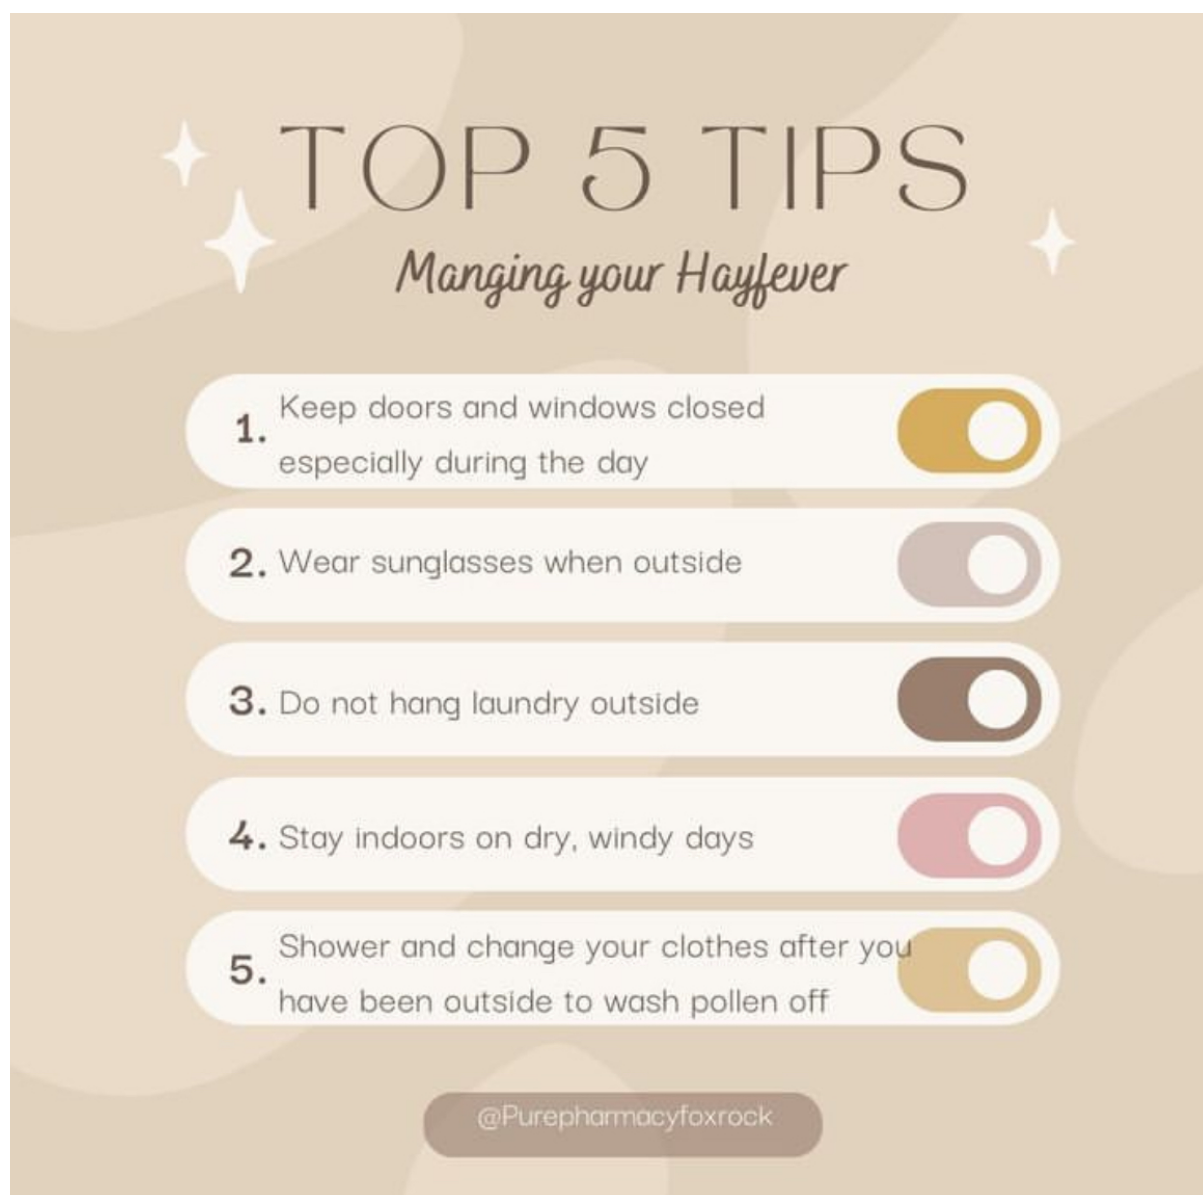 TOP 5 TIPS
Manging your Hayfever
1. Keep doors and windows closed
especially during the day
2. Wear sunglasses when outside
3. Do not hang laundry outside
4. Stay indoors on dry, windy days
5. Shower and change your clothes after you
have been outside to wash pollen off
@Purepharmacyfoxrock